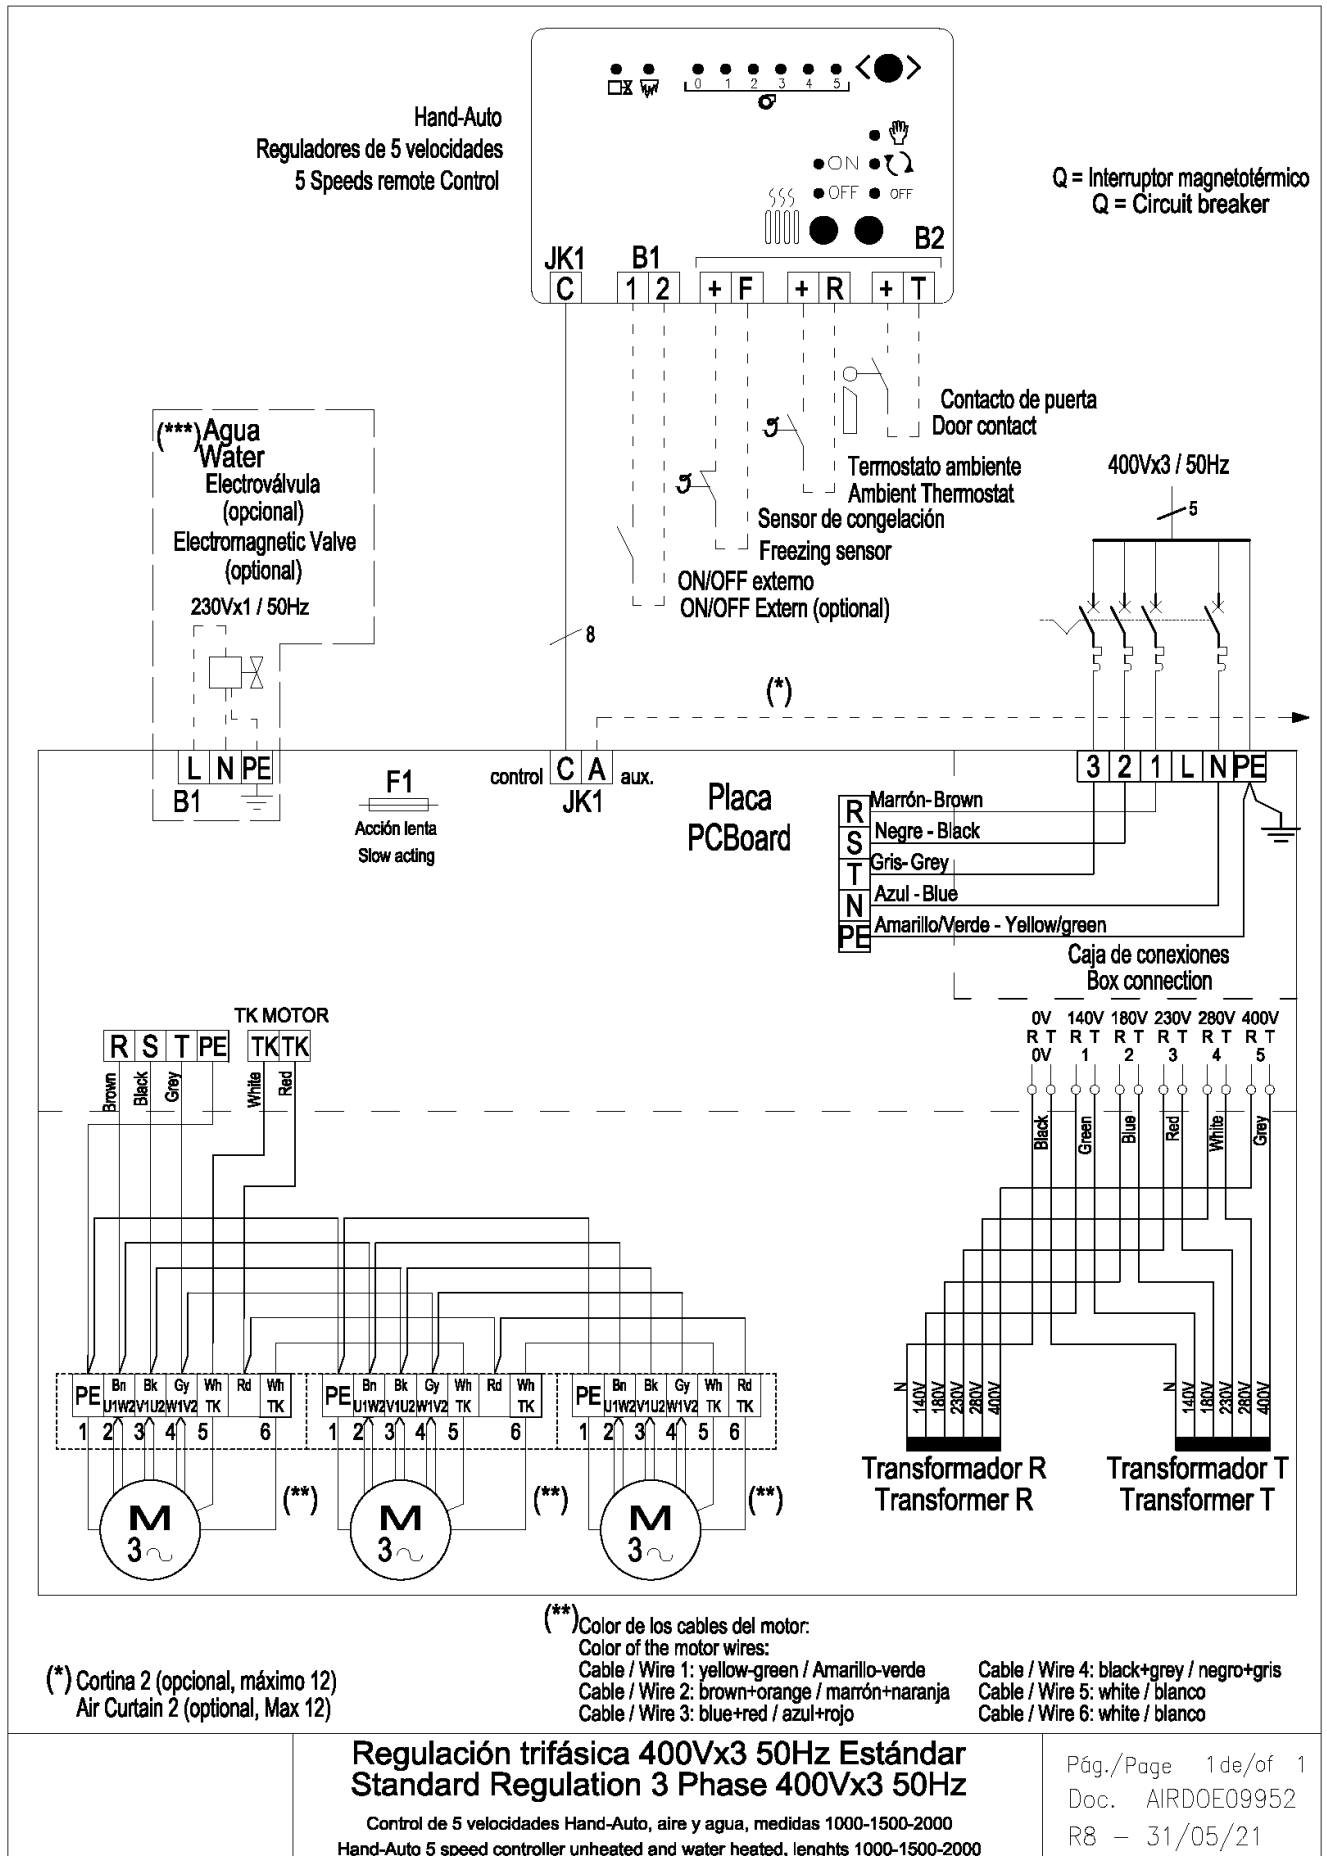 0 1 2 3 4 5
Hand-Auto
Reguladores de 5 velocidades
5 Speeds remote Control
ON
OFF OFF
Q = Interruptor magnetotérmico
Q = Circuit breaker
JK1 B1 B2
C 1 2 + F + R + T
Contacto de puerta
Door contact
Termostato ambiente
Ambient Thermostat
Sensor de congelación
Freezing sensor
ON/OFF externo
ON/OFF Extern (optional)
(***) Agua
Water
Electroválvula
(opcional)
Electromagnetic Valve
(optional)
230Vx1 / 50Hz
400Vx3 / 50Hz
5
8
(*)
L N PE
B1
F1
Acción lenta
Slow acting
control C A aux.
JK1
Placa
PCBoard
3 2 1 L N PE
R Marrón-Brown
S Negre - Black
T Gris-Grey
N Azul - Blue
PE Amarillo/Verde - Yellow/green
Caja de conexiones
Box connection
TK MOTOR
R S T PE TK TK
Brown Black Grey White Red
0V 140V 180V 230V 280V 400V
R T R T R T R T R T R T
0V 1 2 3 4 5
Black Green Blue Red White Grey
PE Bn Bk Gy Wh Rd Wh PE Bn Bk Gy Wh Rd Wh PE Bn Bk Gy Wh Rd
U1W2 V1U2 W1V2 TK TK U1W2 V1U2 W1V2 TK TK U1W2 V1U2 W1V2 TK TK
1 2 3 4 5 6 1 2 3 4 5 6 1 2 3 4 5 6
M (**) M (**) M (**)
3 3 3
N 140V 180V 230V 280V 400V
Transformador R
Transformer R
N 140V 180V 230V 280V 400V
Transformador T
Transformer T
(*) Cortina 2 (opcional, máximo 12)
Air Curtain 2 (optional, Max 12)
(**) Color de los cables del motor:
Color of the motor wires:
Cable / Wire 1: yellow-green / Amarillo-verde
Cable / Wire 2: brown+orange / marrón+naranja
Cable / Wire 3: blue+red / azul+rojo
Cable / Wire 4: black+grey / negro+gris
Cable / Wire 5: white / blanco
Cable / Wire 6: white / blanco
Regulación trifásica 400Vx3 50Hz Estándar
Standard Regulation 3 Phase 400Vx3 50Hz
Control de 5 velocidades Hand-Auto, aire y agua, medidas 1000-1500-2000
Hand-Auto 5 speed controller unheated and water heated, lenghts 1000-1500-2000
Pág./Page 1 de/of 1
Doc. AIRDOE09952
R8 - 31/05/21